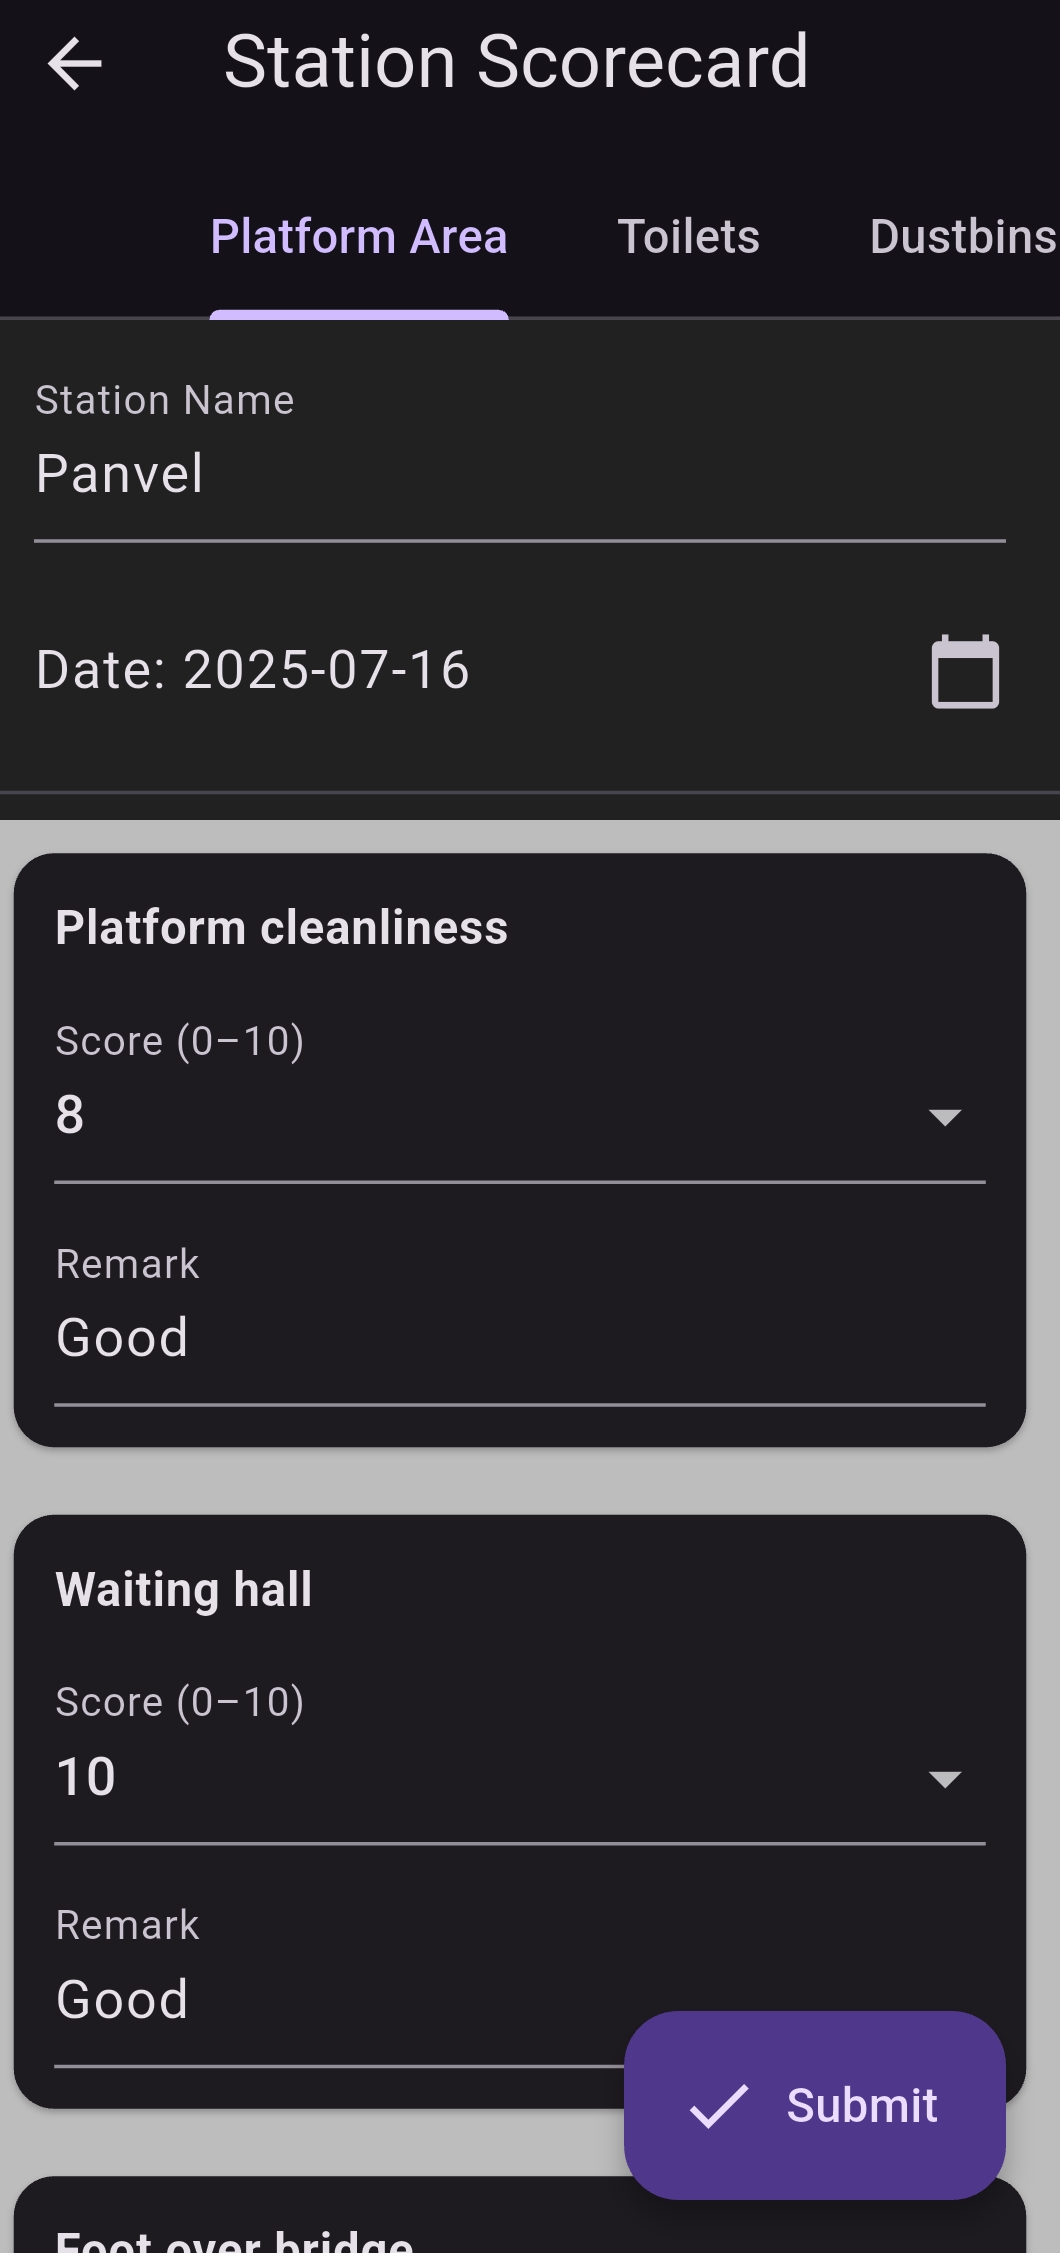 Station Scorecard
Platform Area Toilets Dustbins
Station Name
Panvel
Date: 2025-07-16
Platform cleanliness
Score (0–10)
8
Remark
Good
Waiting hall
Score (0–10)
10
Remark
Good
Submit
Foot over bridge